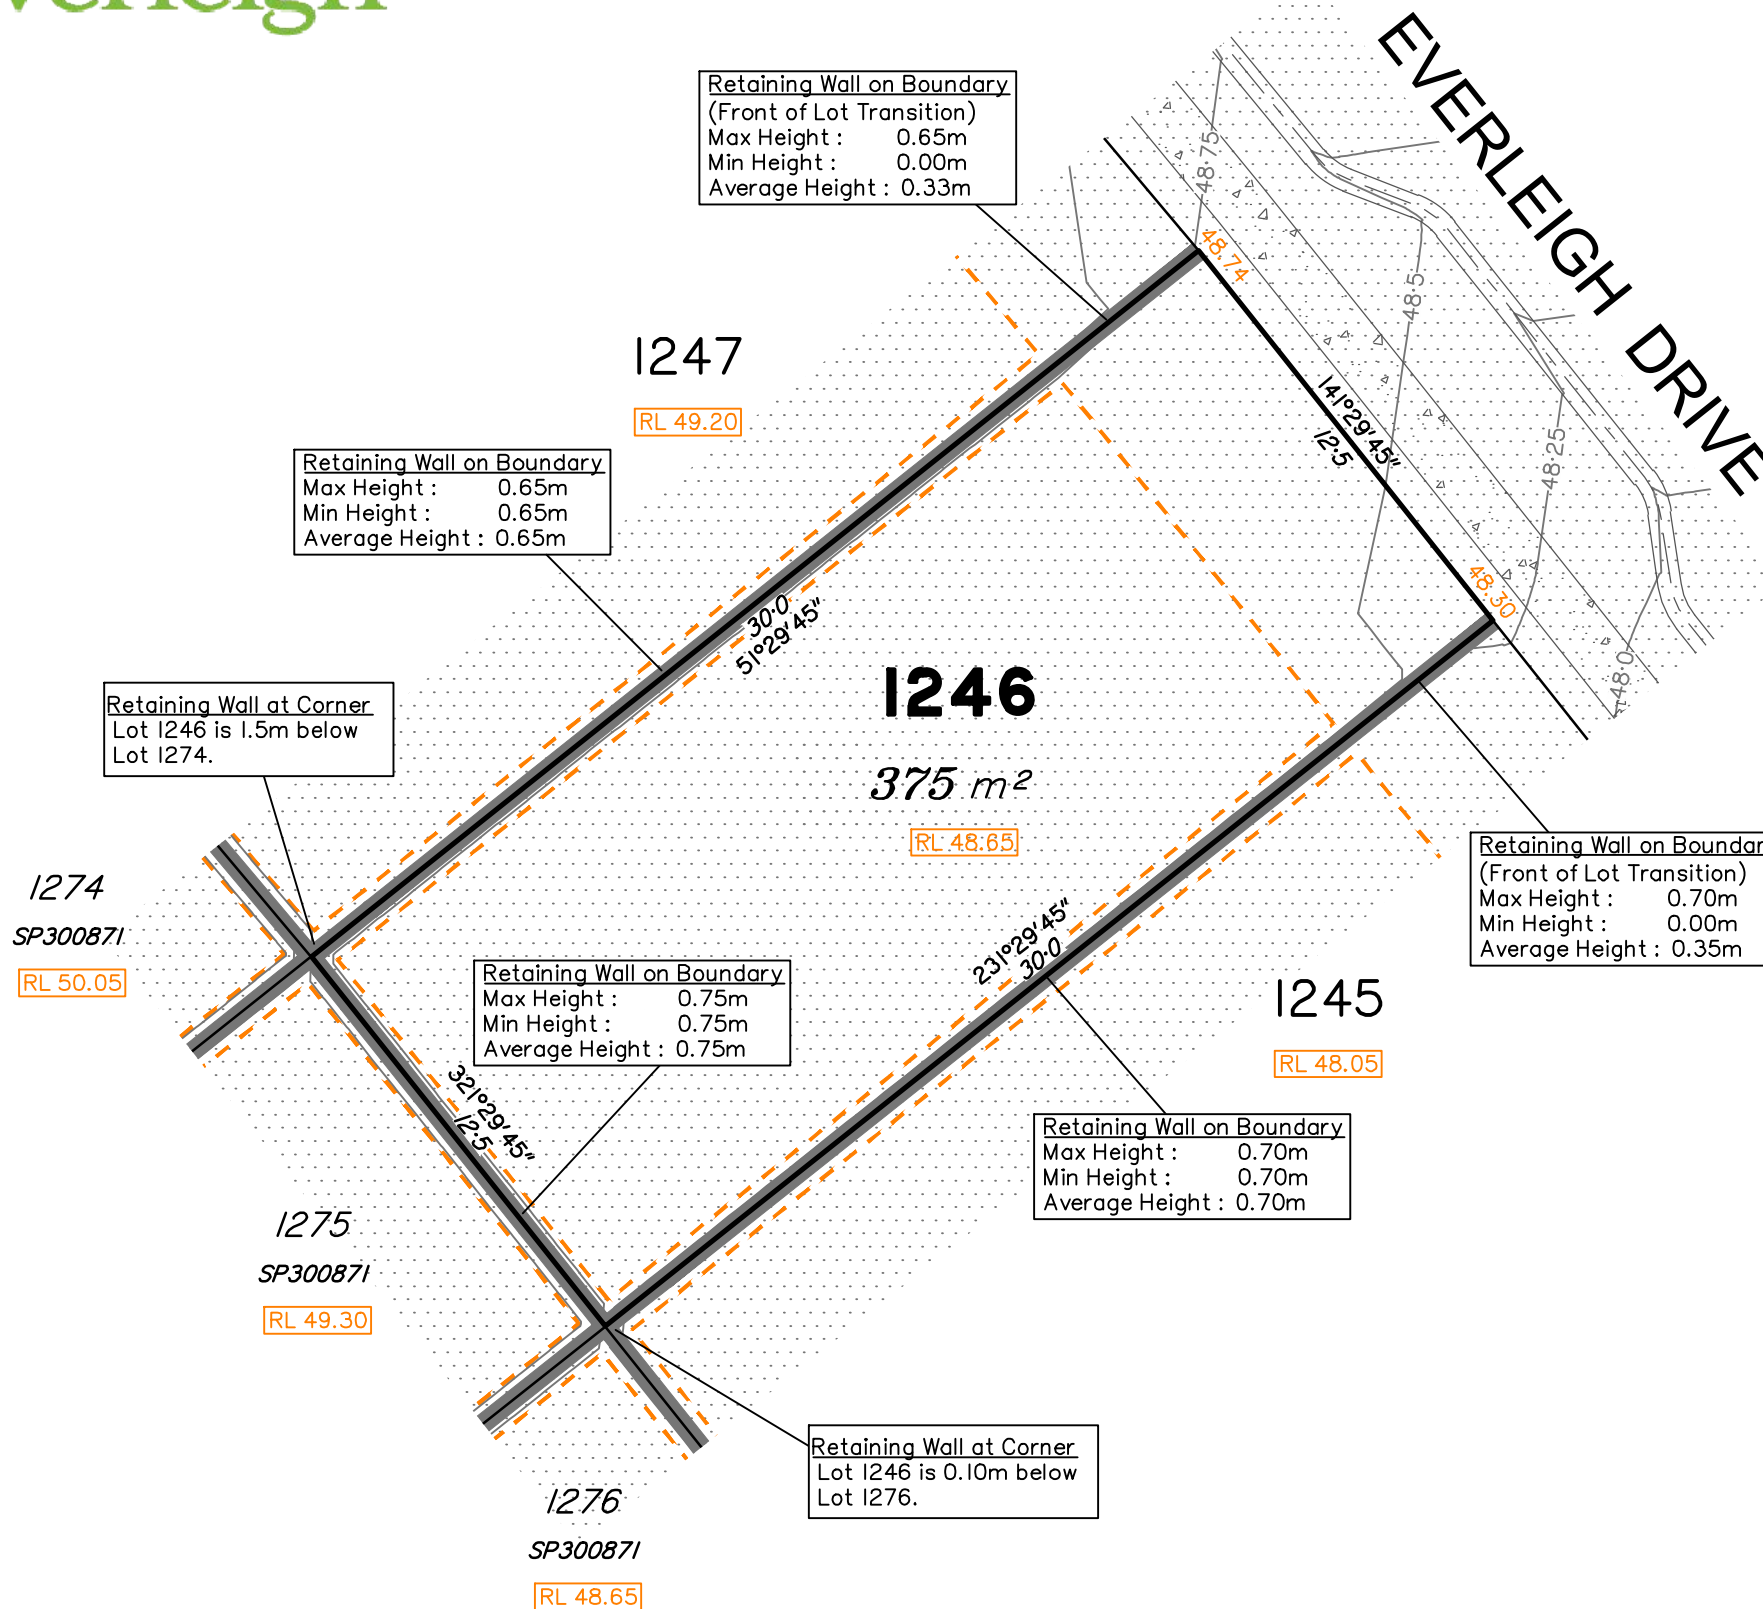 EVERLEIGH DRIVE
Retaining Wall on Boundary
(Front of Lot Transition)
Max Height : 0.65m
Min Height : 0.00m
Average Height : 0.33m
48·75
48.74
48·5
1247
RL 49.20
141°29'45"
12·5
48·25
Retaining Wall on Boundary
Max Height : 0.65m
Min Height : 0.65m
Average Height : 0.65m
48.30
30·0
51°29'45"
48·0
1246
375 m²
RL 48.65
Retaining Wall at Corner
Lot 1246 is 1.5m below
Lot 1274.
Retaining Wall on
(Front of Lot Transition)
Max Height : 0.70m
Min Height : 0.00m
Average Height : 0.35m
1274
SP300871
RL 50.05
231°29'45"
30·0
Retaining Wall on Boundary
Max Height : 0.75m
Min Height : 0.75m
Average Height : 0.75m
1245
RL 48.05
321°29'45"
12·5
Retaining Wall on Boundary
Max Height : 0.70m
Min Height : 0.70m
Average Height : 0.70m
1275
SP300871
RL 49.30
Retaining Wall at Corner
Lot 1246 is 0.10m below
Lot 1276.
1276
SP300871
RL 48.65